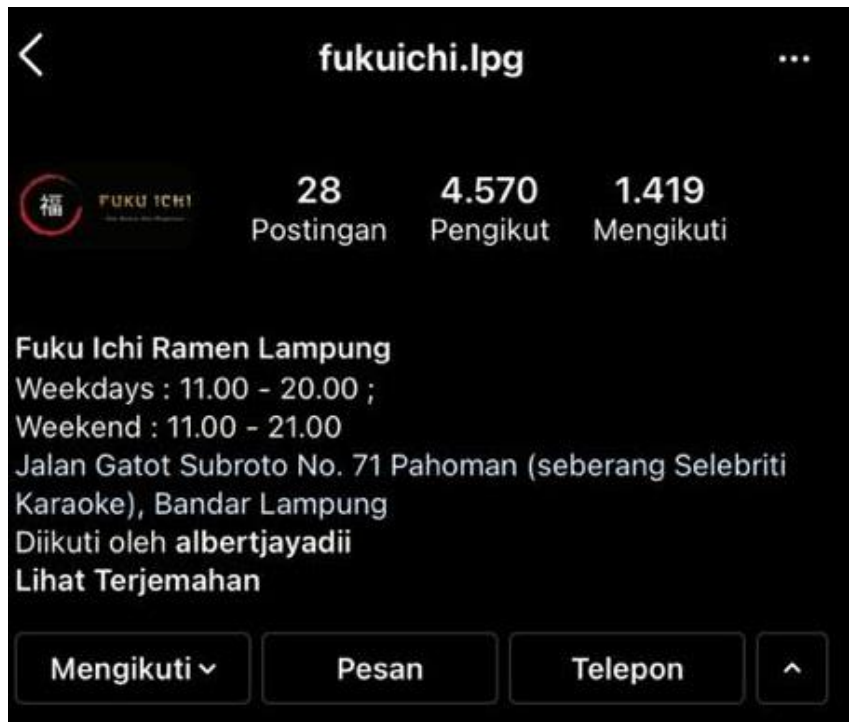 fukuichi.lpg
福 FUKU ICHI
28 4.570 1.419
Postingan Pengikut Mengikuti
Fuku Ichi Ramen Lampung
Weekdays : 11.00 - 20.00 ;
Weekend : 11.00 - 21.00
Jalan Gatot Subroto No. 71 Pahoman (seberang Selebriti
Karaoke), Bandar Lampung
Diikuti oleh albertjayadii
Lihat Terjemahan
Mengikuti Pesan Telepon